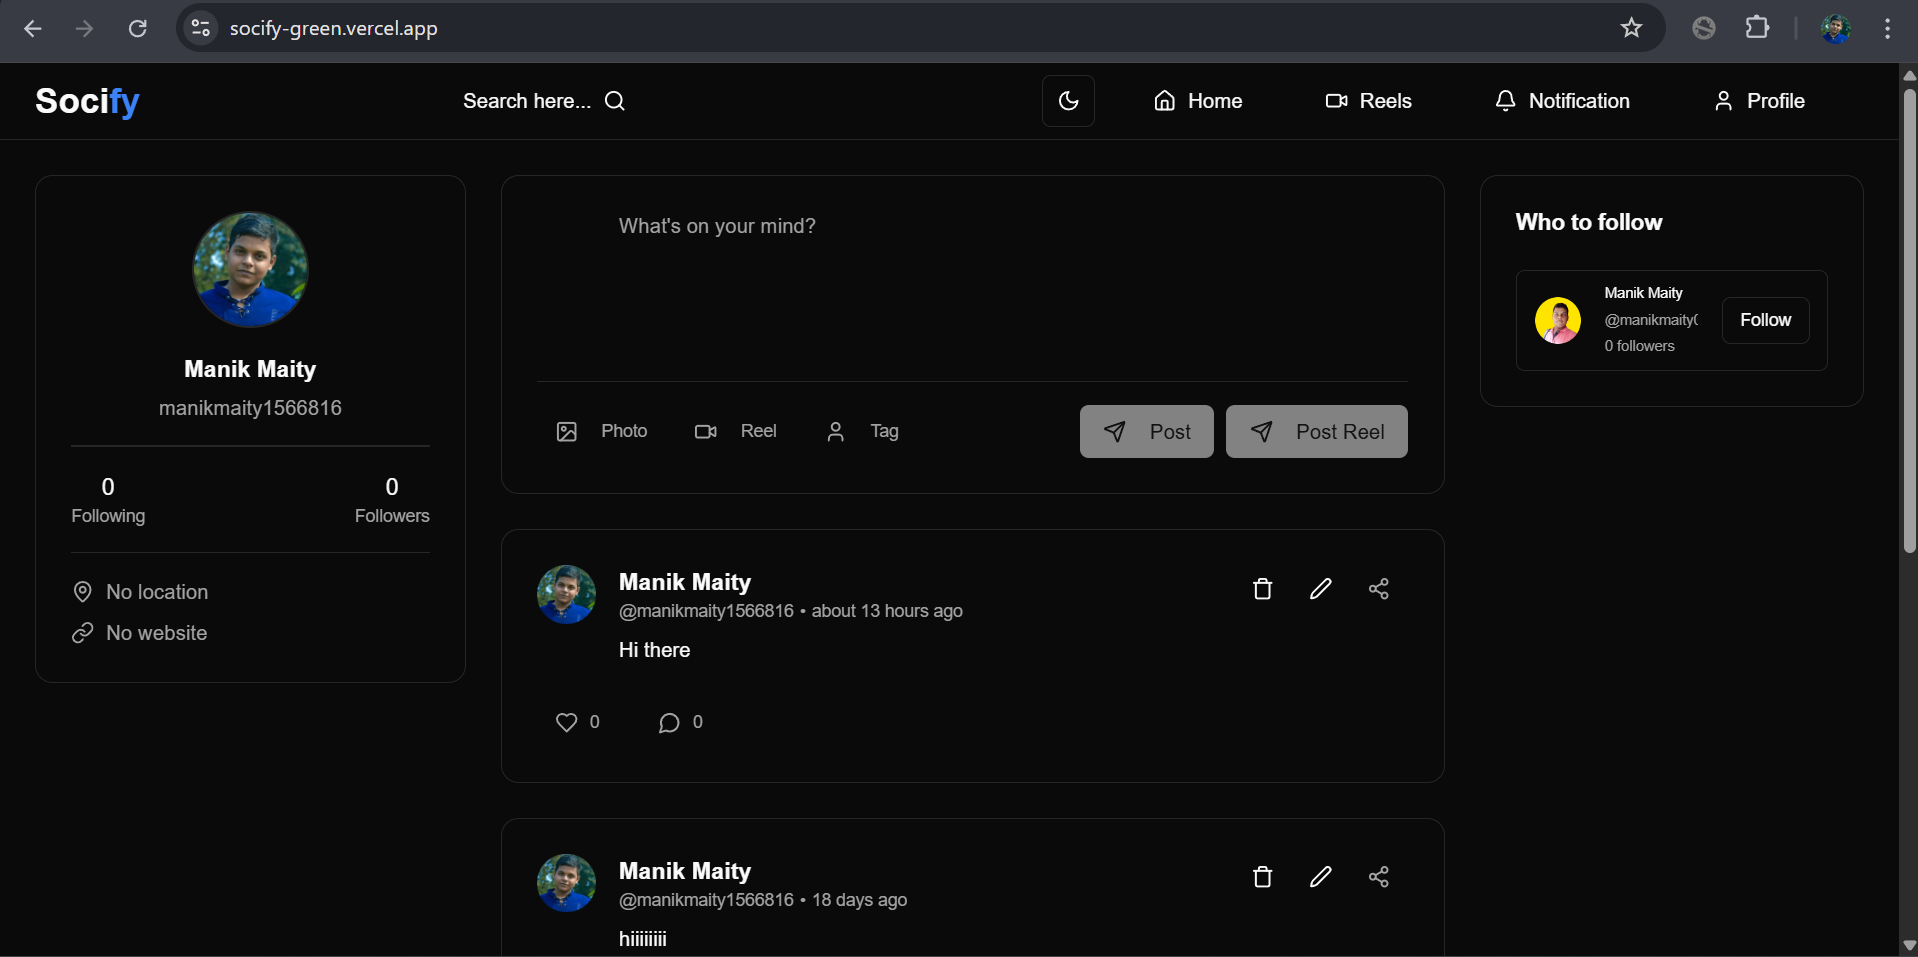 socify-green.vercel.app
Socify
Search here...
Home
Reels
Notification
Profile
Manik Maity
manikmaity1566816
0
Following
0
Followers
No location
No website
What's on your mind?
Photo
Reel
Tag
Post
Post Reel
Manik Maity
@manikmaity1566816 • about 13 hours ago
Hi there
0
0
Manik Maity
@manikmaity1566816 • 18 days ago
hiiiiiiii
Who to follow
Manik Maity
@manikmaity0
0 followers
Follow